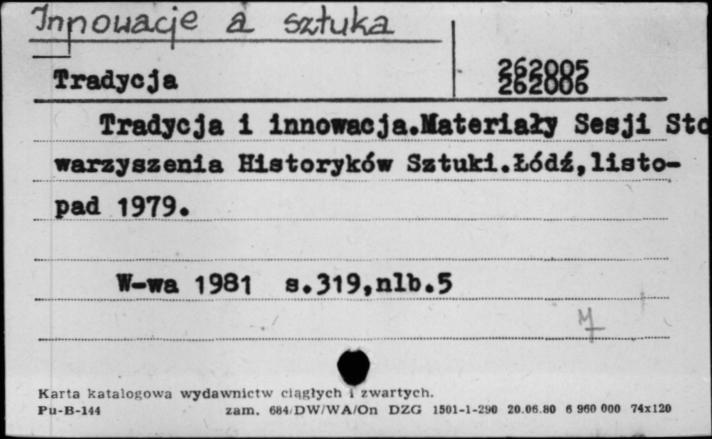 Innowacje a sztuka
Tradycja
262005
262006
Tradycja i innowacja.Materiały Sesji Sto
warzyszenia Historyków Sztuki.Łódź,listo-
pad 1979.
W-wa 1981 s.319,nlb.5
M
Karta katalogowa wydawnictw ciągłych i zwartych.
Pu-B-144 zam. 684/DW/WA/On DZG 1501-1-290 20.06.80 6 960 000 74x120